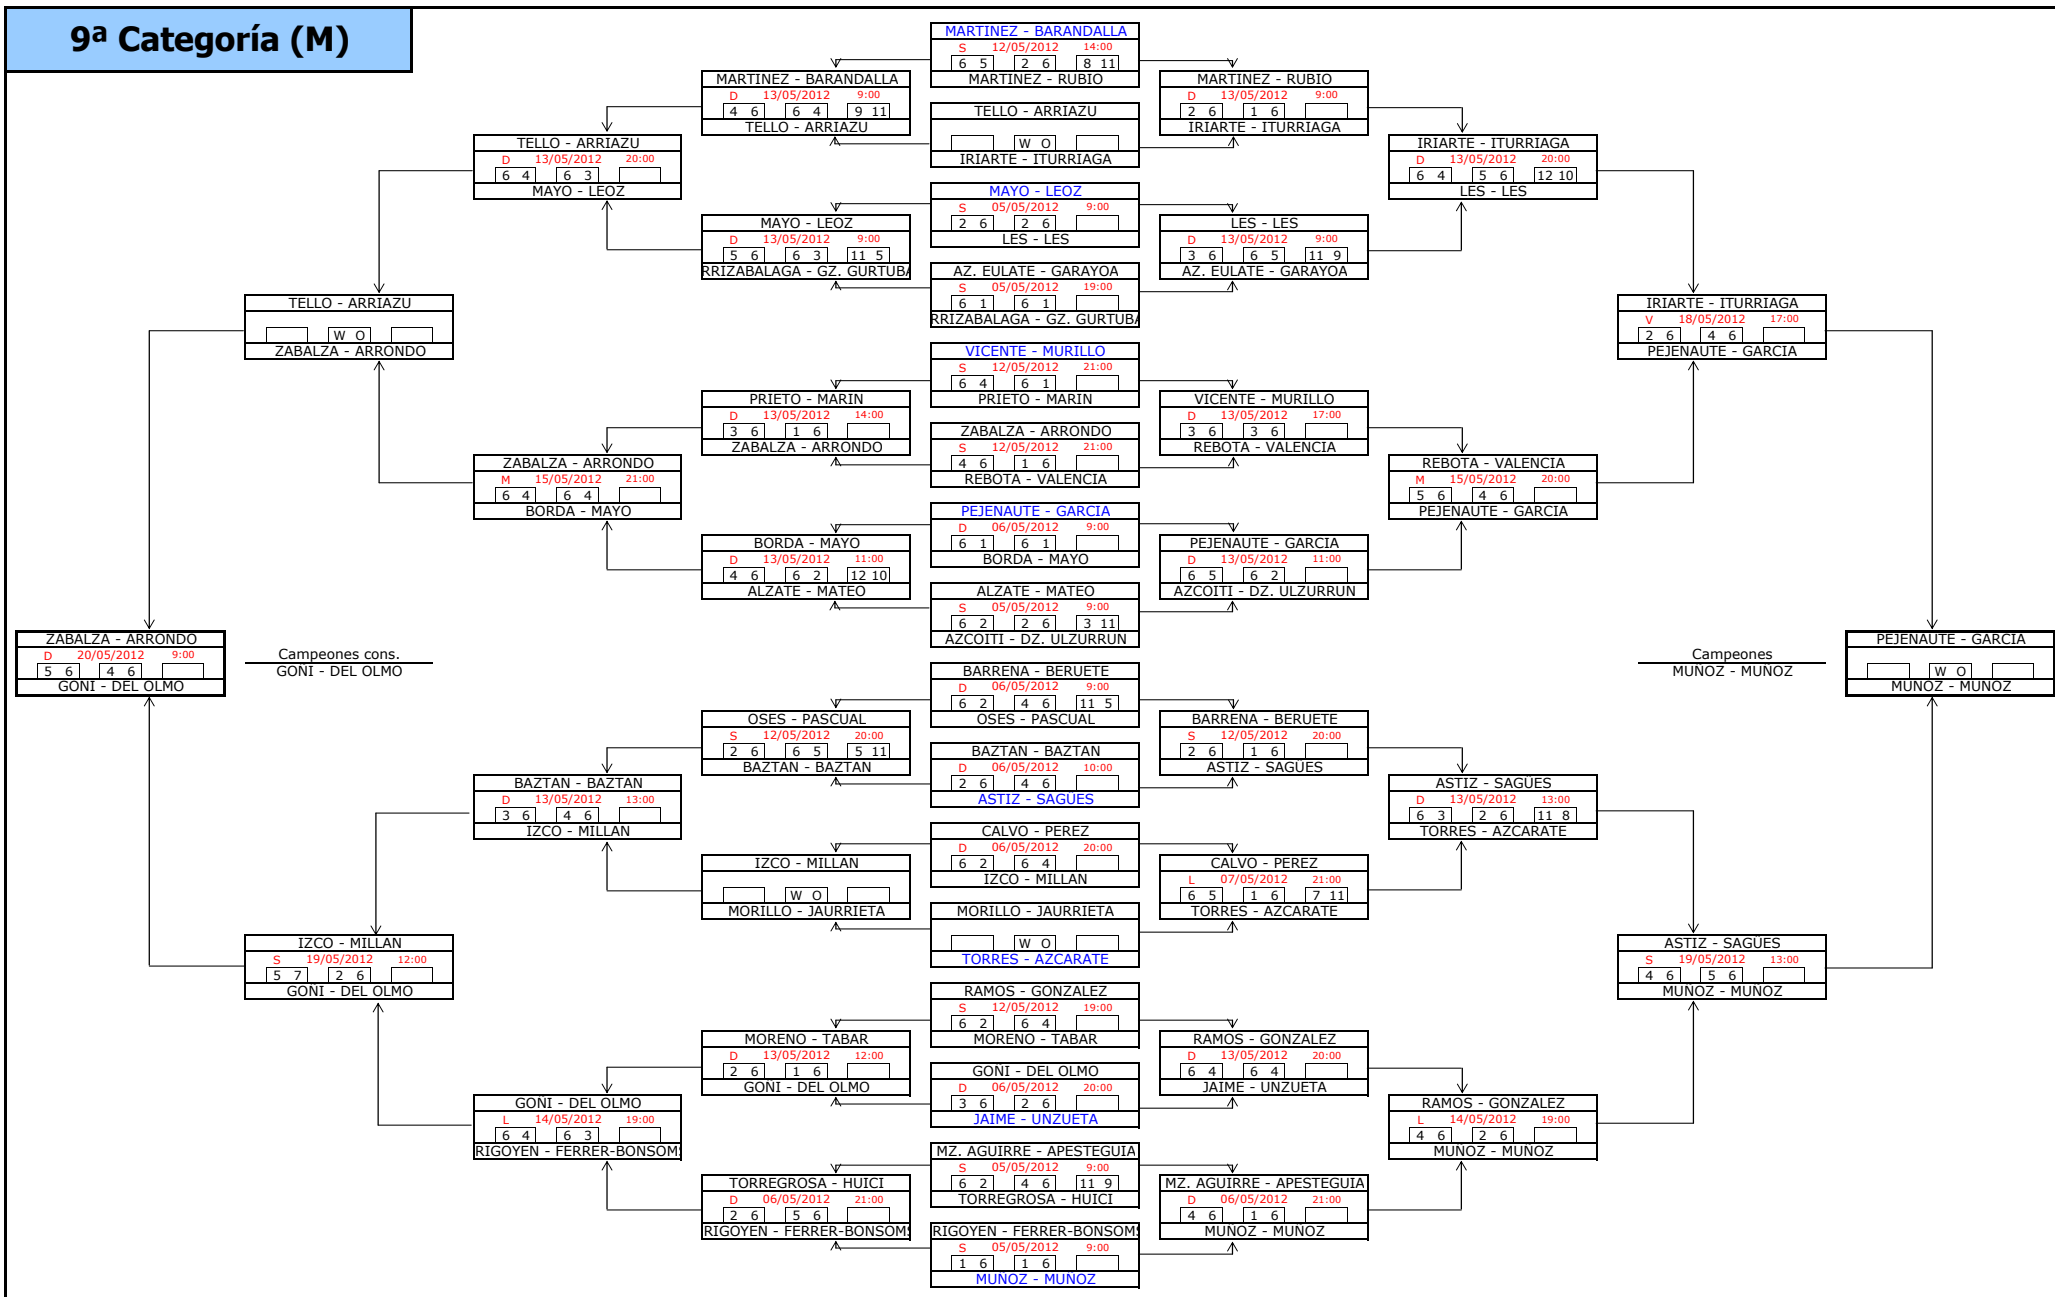 9ª Categoría (M)
ZABALZA - ARRONDO
D 20/05/2012 9:00
5 6 4 6
GOÑI - DEL OLMO
Campeones cons.
GOÑI - DEL OLMO
TELLO - ARRIAZU
W O
ZABALZA - ARRONDO
IZCO - MILLAN
S 19/05/2012 12:00
5 7 2 6
GOÑI - DEL OLMO
TELLO - ARRIAZU
D 13/05/2012 20:00
6 4 6 3
MAYO - LEOZ
ZABALZA - ARRONDO
M 15/05/2012 21:00
6 4 6 4
BORDA - MAYO
BAZTAN - BAZTAN
D 13/05/2012 13:00
3 6 4 6
IZCO - MILLAN
GOÑI - DEL OLMO
L 14/05/2012 19:00
6 4 6 3
RIGOYEN - FERRER-BONSOMS
MARTINEZ - BARANDALLA
D 13/05/2012 9:00
4 6 6 4 9 11
TELLO - ARRIAZU
MAYO - LEOZ
D 13/05/2012 9:00
5 6 6 3 11 5
RRIZABALAGA - GZ. GURTUBA
PRIETO - MARIN
D 13/05/2012 14:00
3 6 1 6
ZABALZA - ARRONDO
BORDA - MAYO
D 13/05/2012 11:00
4 6 6 2 12 10
ALZATE - MATEO
OSES - PASCUAL
S 12/05/2012 20:00
2 6 6 5 5 11
BAZTAN - BAZTAN
IZCO - MILLAN
W O
MORILLO - JAURRIETA
MORENO - TABAR
D 13/05/2012 12:00
2 6 1 6
GOÑI - DEL OLMO
TORREGROSA - HUICI
D 06/05/2012 21:00
2 6 5 6
RIGOYEN - FERRER-BONSOMS
MARTINEZ - BARANDALLA
S 12/05/2012 14:00
6 5 2 6 8 11
MARTINEZ - RUBIO
TELLO - ARRIAZU
W O
IRIARTE - ITURRIAGA
MAYO - LEOZ
S 05/05/2012 9:00
2 6 2 6
LES - LES
AZ. EULATE - GARAYOA
S 05/05/2012 19:00
6 1 6 1
RRIZABALAGA - GZ. GURTUBA
VICENTE - MURILLO
S 12/05/2012 21:00
6 4 6 1
PRIETO - MARIN
ZABALZA - ARRONDO
S 12/05/2012 21:00
4 6 1 6
REBOTA - VALENCIA
PEJENAUTE - GARCIA
D 06/05/2012 9:00
6 1 6 1
BORDA - MAYO
ALZATE - MATEO
S 05/05/2012 9:00
6 2 2 6 3 11
AZCOITI - DZ. ULZURRUN
BARRENA - BERUETE
D 06/05/2012 9:00
6 2 4 6 11 5
OSES - PASCUAL
BAZTAN - BAZTAN
D 06/05/2012 10:00
2 6 4 6
ASTIZ - SAGÜES
CALVO - PEREZ
D 06/05/2012 20:00
6 2 6 4
IZCO - MILLAN
MORILLO - JAURRIETA
W O
TORRES - AZCARATE
RAMOS - GONZALEZ
S 12/05/2012 19:00
6 2 6 4
MORENO - TABAR
GOÑI - DEL OLMO
D 06/05/2012 20:00
3 6 2 6
JAIME - UNZUETA
MZ. AGUIRRE - APESTEGUIA
S 05/05/2012 9:00
6 2 4 6 11 9
TORREGROSA - HUICI
RIGOYEN - FERRER-BONSOMS
S 05/05/2012 9:00
1 6 1 6
MUÑOZ - MUÑOZ
MARTINEZ - RUBIO
D 13/05/2012 9:00
2 6 1 6
IRIARTE - ITURRIAGA
LES - LES
D 13/05/2012 9:00
3 6 6 5 11 9
AZ. EULATE - GARAYOA
VICENTE - MURILLO
D 13/05/2012 17:00
3 6 3 6
REBOTA - VALENCIA
PEJENAUTE - GARCIA
D 13/05/2012 11:00
6 5 6 2
AZCOITI - DZ. ULZURRUN
BARRENA - BERUETE
S 12/05/2012 20:00
2 6 1 6
ASTIZ - SAGÜES
CALVO - PEREZ
L 07/05/2012 21:00
6 5 1 6 7 11
TORRES - AZCARATE
RAMOS - GONZALEZ
D 13/05/2012 20:00
6 4 6 4
JAIME - UNZUETA
MZ. AGUIRRE - APESTEGUIA
D 06/05/2012 21:00
4 6 1 6
MUÑOZ - MUÑOZ
IRIARTE - ITURRIAGA
D 13/05/2012 20:00
6 4 5 6 12 10
LES - LES
REBOTA - VALENCIA
M 15/05/2012 20:00
5 6 4 6
PEJENAUTE - GARCIA
ASTIZ - SAGÜES
D 13/05/2012 13:00
6 3 2 6 11 8
TORRES - AZCARATE
RAMOS - GONZALEZ
L 14/05/2012 19:00
4 6 2 6
MUÑOZ - MUÑOZ
IRIARTE - ITURRIAGA
V 18/05/2012 17:00
2 6 4 6
PEJENAUTE - GARCIA
ASTIZ - SAGÜES
S 19/05/2012 13:00
4 6 5 6
MUÑOZ - MUÑOZ
Campeones
MUÑOZ - MUÑOZ
PEJENAUTE - GARCIA
W O
MUÑOZ - MUÑOZ